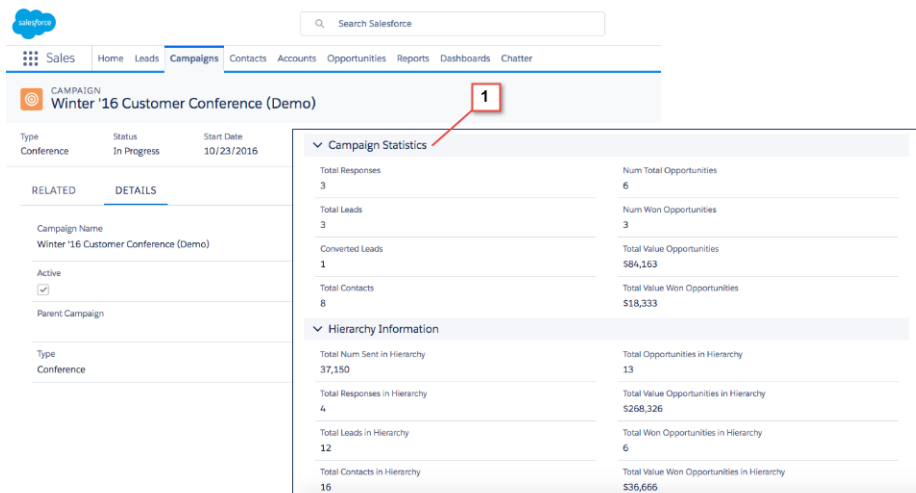 salesforce
Search Salesforce
Sales Home Leads Campaigns Contacts Accounts Opportunities Reports Dashboards Chatter
CAMPAIGN
Winter '16 Customer Conference (Demo)
1
Type Status Start Date
Conference In Progress 10/23/2016
RELATED DETAILS
Campaign Name
Winter '16 Customer Conference (Demo)
Active
Parent Campaign
Type
Conference
Campaign Statistics
Total Responses Num Total Opportunities
3 6
Total Leads Num Won Opportunities
3 3
Converted Leads Total Value Opportunities
1 $84,163
Total Contacts Total Value Won Opportunities
8 $18,333
Hierarchy Information
Total Num Sent in Hierarchy Total Opportunities in Hierarchy
37,150 13
Total Responses in Hierarchy Total Value Opportunities in Hierarchy
4 $268,326
Total Leads in Hierarchy Total Won Opportunities in Hierarchy
12 6
Total Contacts in Hierarchy Total Value Won Opportunities in Hierarchy
16 $36,666